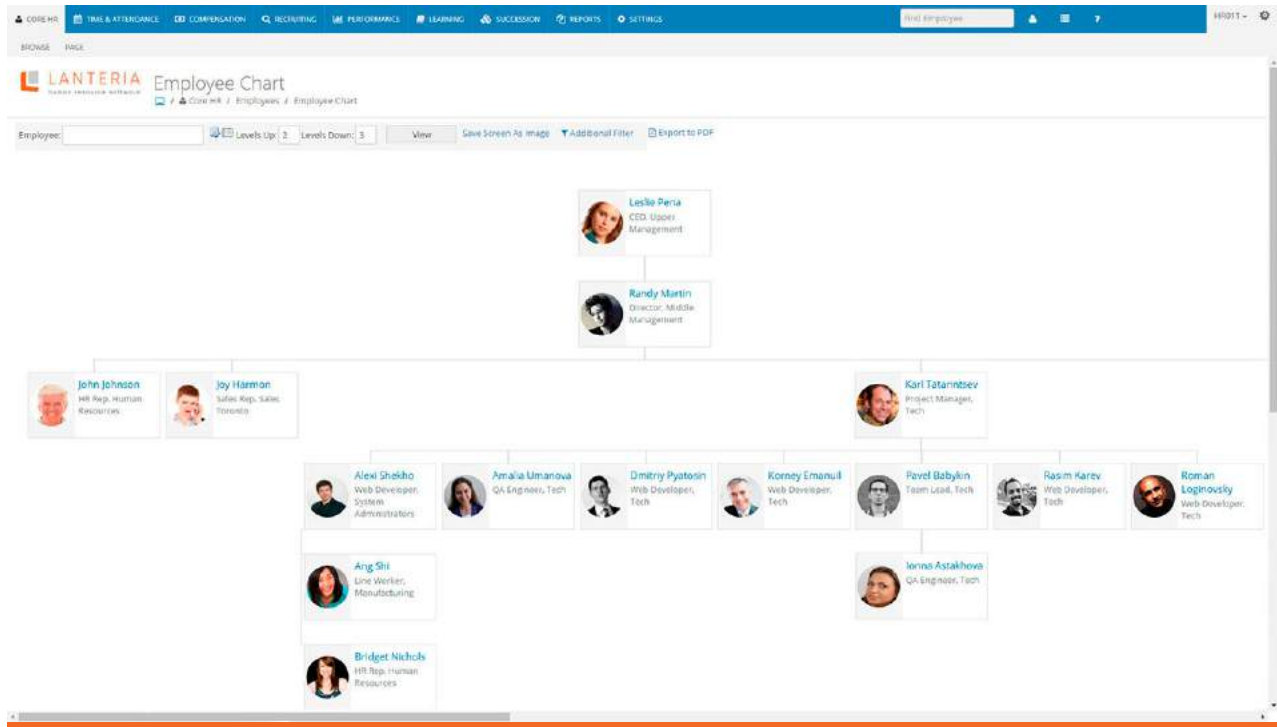 CORE HR TIME & ATTENDANCE COMPENSATION RECRUITING PERFORMANCE LEARNING SUCCESSION REPORTS SETTINGS Find Employee ? HR011
BROWSE PAGE
LANTERIA
human resource software
Employee Chart
/ Core HR / Employees / Employee Chart
Employee: Levels Up: 2 Levels Down: 3 View Save Screen As Image Additional Filter Export to PDF
Leslie Pena
CEO, Upper
Management
Randy Martin
Director, Middle
Management
John Johnson
HR Rep, Human
Resources
Joy Harmon
Sales Rep, Sales
Toronto
Karl Tatarintsev
Project Manager,
Tech
Alexi Shekho
Web Developer,
System
Administrators
Amalia Umanova
QA Engineer, Tech
Dmitriy Pyatosin
Web Developer,
Tech
Korney Emanuil
Web Developer,
Tech
Pavel Babykin
Team Lead, Tech
Rasim Karev
Web Developer,
Tech
Roman
Loginovsky
Web Developer,
Tech
Ang Shi
Line Worker,
Manufacturing
Ionna Astakhova
QA Engineer, Tech
Bridget Nichols
HR Rep, Human
Resources